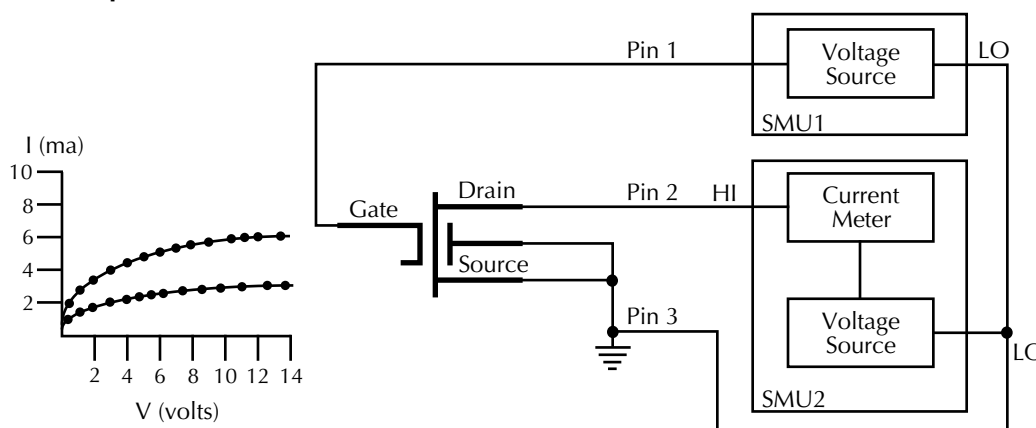 Pin 1
Voltage
Source
LO
SMU1
I (ma)
10
8
6
4
2
2 4 6 8 10 12 14
V (volts)
Gate
Drain
Source
Pin 2
HI
Pin 3
Current
Meter
Voltage
Source
LO
SMU2